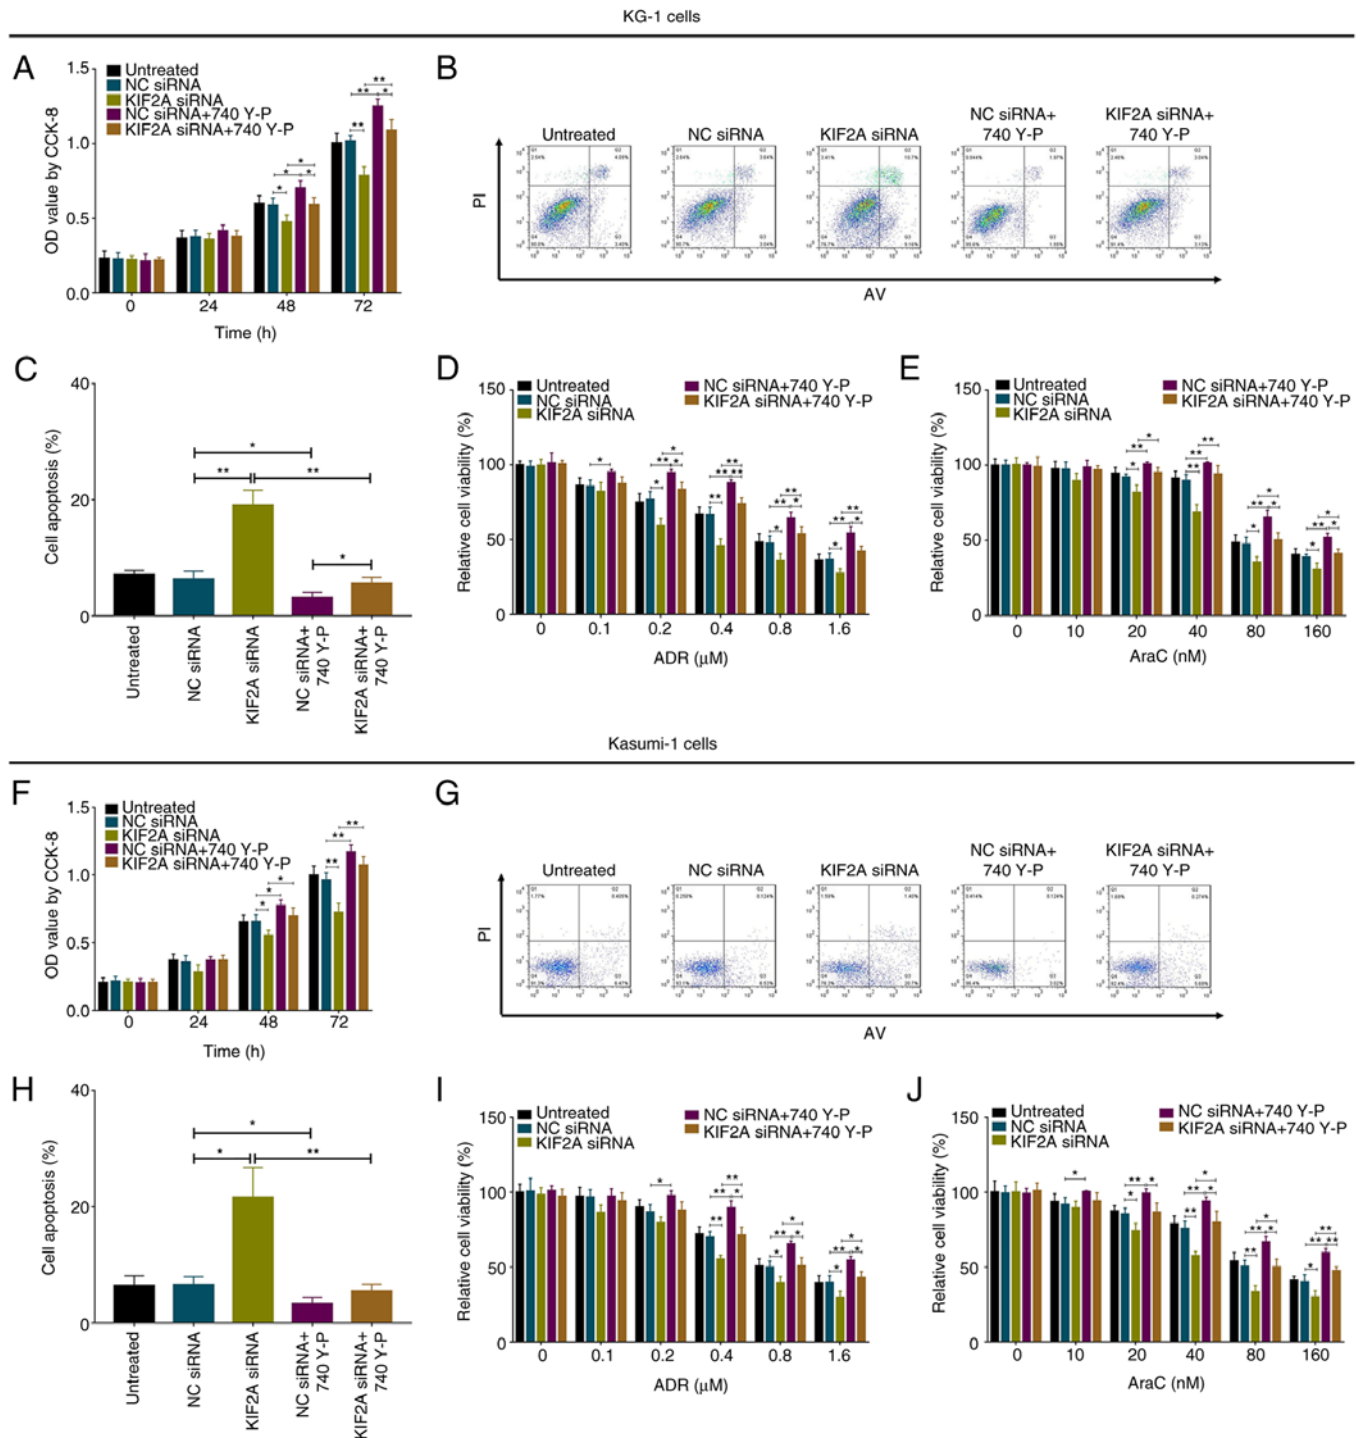 KG-1 cells
A
Untreated
NC siRNA
KIF2A siRNA
NC siRNA+740 Y-P
KIF2A siRNA+740 Y-P
OD value by CCK-8
1.5
1.0
0.5
0.0
0 24 48 72
Time (h)
** ** * ** * * * * *
B
Untreated
NC siRNA
KIF2A siRNA
NC siRNA+
740 Y-P
KIF2A siRNA+
740 Y-P
PI
AV
C
Cell apoptosis (%)
40
20
0
*
** **
*
Untreated
NC siRNA
KIF2A siRNA
NC siRNA+
740 Y-P
KIF2A siRNA+
740 Y-P
D
Untreated
NC siRNA
KIF2A siRNA
NC siRNA+740 Y-P
KIF2A siRNA+740 Y-P
Relative cell viability (%)
150
100
50
0
0 0.1 0.2 0.4 0.8 1.6
ADR (μM)
E
Untreated
NC siRNA
KIF2A siRNA
NC siRNA+740 Y-P
KIF2A siRNA+740 Y-P
Relative cell viability (%)
150
100
50
0
0 10 20 40 80 160
AraC (nM)
Kasumi-1 cells
F
Untreated
NC siRNA
KIF2A siRNA
NC siRNA+740 Y-P
KIF2A siRNA+740 Y-P
OD value by CCK-8
1.5
1.0
0.5
0.0
0 24 48 72
Time (h)
G
Untreated
NC siRNA
KIF2A siRNA
NC siRNA+
740 Y-P
KIF2A siRNA+
740 Y-P
PI
AV
H
Cell apoptosis (%)
40
20
0
*
* **
Untreated
NC siRNA
KIF2A siRNA
NC siRNA+
740 Y-P
KIF2A siRNA+
740 Y-P
I
Untreated
NC siRNA
KIF2A siRNA
NC siRNA+740 Y-P
KIF2A siRNA+740 Y-P
Relative cell viability (%)
150
100
50
0
0 0.1 0.2 0.4 0.8 1.6
ADR (μM)
J
Untreated
NC siRNA
KIF2A siRNA
NC siRNA+740 Y-P
KIF2A siRNA+740 Y-P
Relative cell viability (%)
150
100
50
0
0 10 20 40 80 160
AraC (nM)